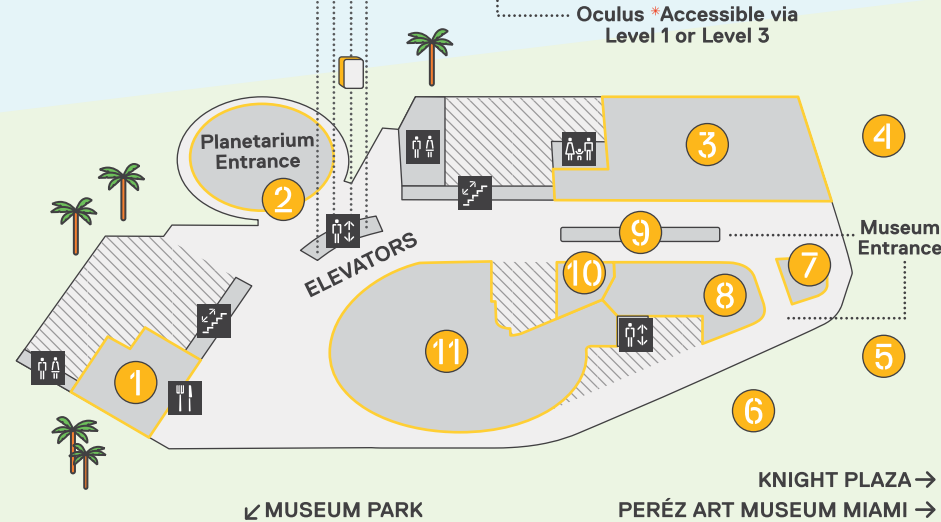 Oculus *Accessible via
Level 1 or Level 3
Planetarium
Entrance
2
3
4
ELEVATORS
9
Museum
Entrance
10
7
8
11
1
5
6
KNIGHT PLAZA →
↙ MUSEUM PARK
PERÉZ ART MUSEUM MIAMI →